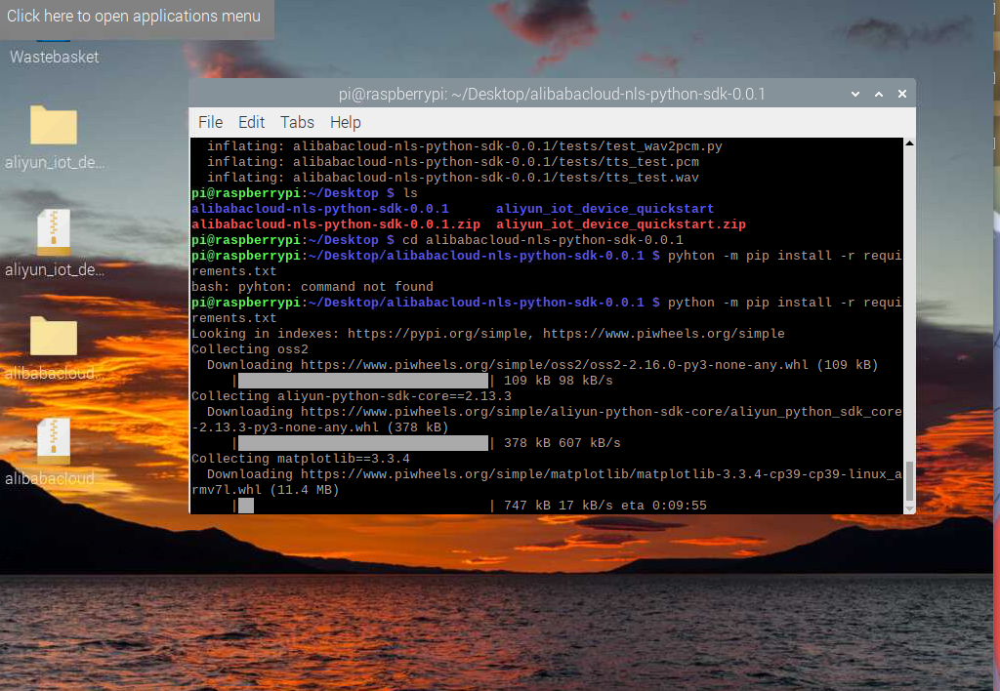 Click here to open applications menu
Wastebasket
aliyun_iot_de...
aliyun_iot_de...
alibabacloud...
alibabacloud...
pi@raspberrypi: ~/Desktop/alibabacloud-nls-python-sdk-0.0.1
File Edit Tabs Help
inflating: alibabacloud-nls-python-sdk-0.0.1/tests/test_wav2pcm.py
inflating: alibabacloud-nls-python-sdk-0.0.1/tests/tts_test.pcm
inflating: alibabacloud-nls-python-sdk-0.0.1/tests/tts_test.wav
pi@raspberrypi:~/Desktop $ ls
alibabacloud-nls-python-sdk-0.0.1 aliyun_iot_device_quickstart
alibabacloud-nls-python-sdk-0.0.1.zip aliyun_iot_device_quickstart.zip
pi@raspberrypi:~/Desktop $ cd alibabacloud-nls-python-sdk-0.0.1
pi@raspberrypi:~/Desktop/alibabacloud-nls-python-sdk-0.0.1 $ pyhton -m pip install -r requi
rements.txt
bash: pyhton: command not found
pi@raspberrypi:~/Desktop/alibabacloud-nls-python-sdk-0.0.1 $ python -m pip install -r requi
rements.txt
Looking in indexes: https://pypi.org/simple, https://www.piwheels.org/simple
Collecting oss2
Downloading https://www.piwheels.org/simple/oss2/oss2-2.16.0-py3-none-any.whl (109 kB)
| | 109 kB 98 kB/s
Collecting aliyun-python-sdk-core==2.13.3
Downloading https://www.piwheels.org/simple/aliyun-python-sdk-core/aliyun_python_sdk_core
-2.13.3-py3-none-any.whl (378 kB)
| | 378 kB 607 kB/s
Collecting matplotlib==3.3.4
Downloading https://www.piwheels.org/simple/matplotlib/matplotlib-3.3.4-cp39-cp39-linux_a
rmv7l.whl (11.4 MB)
| | 747 kB 17 kB/s eta 0:09:55